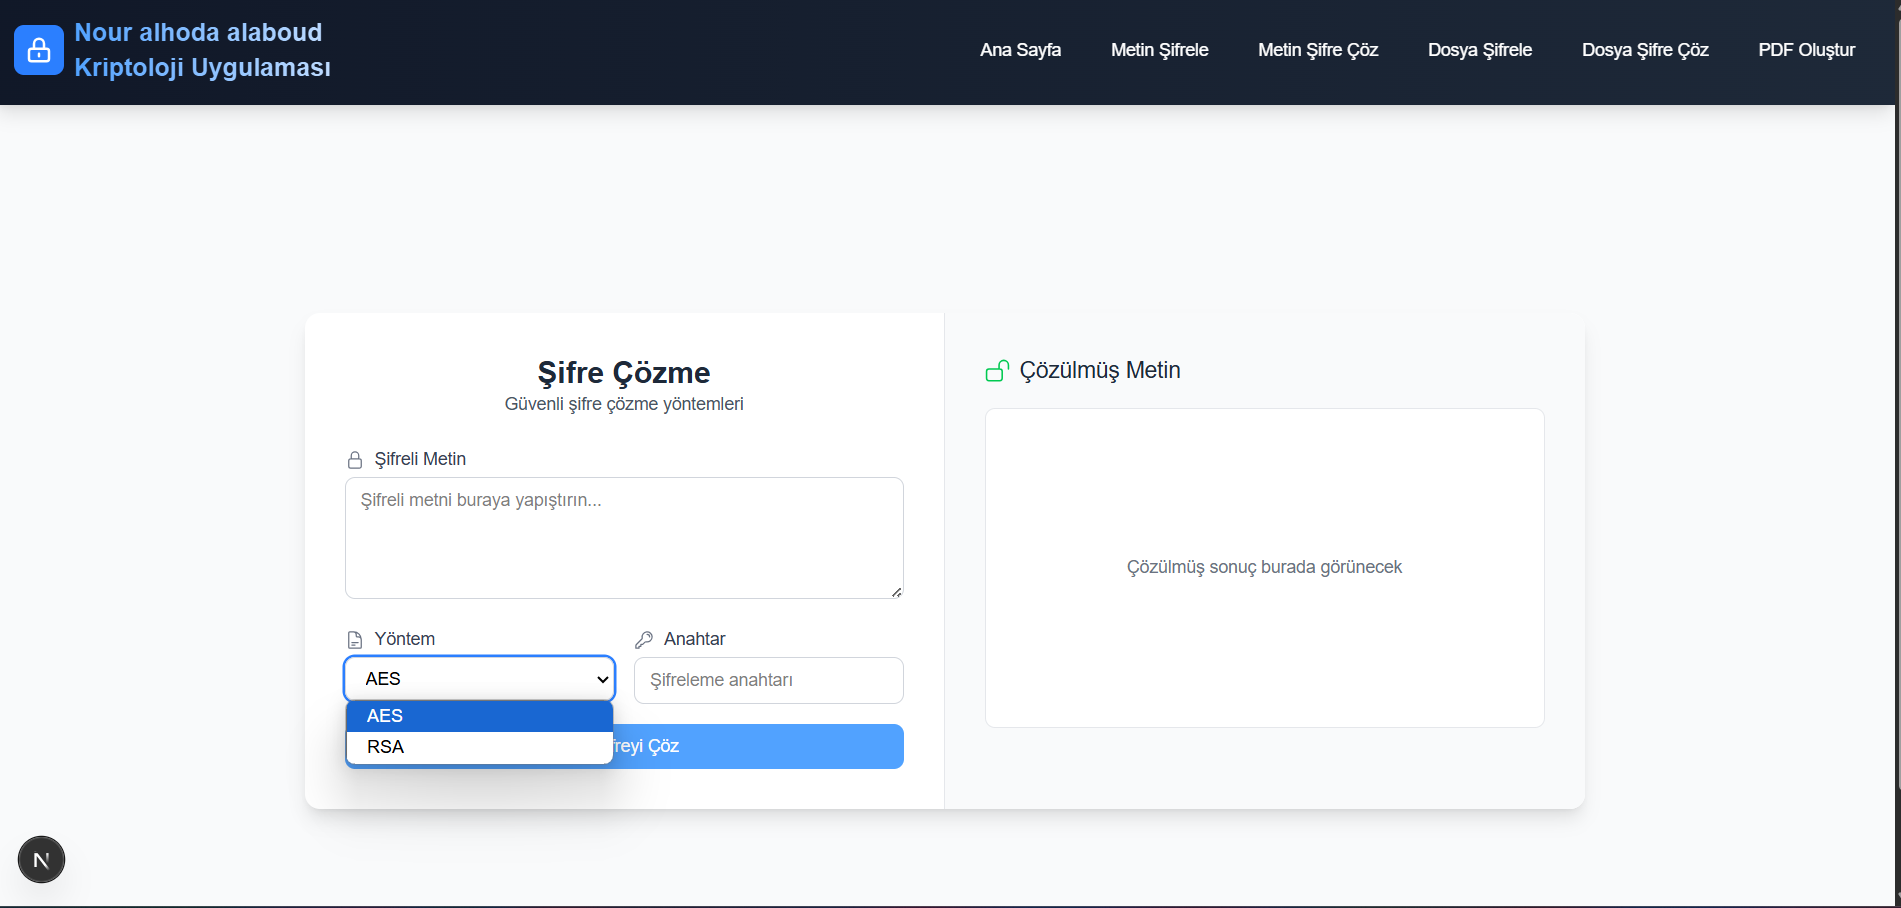 Nour alhoda alaboud
Kriptoloji Uygulaması
Ana Sayfa
Metin Şifrele
Metin Şifre Çöz
Dosya Şifrele
Dosya Şifre Çöz
PDF Oluştur
Şifre Çözme
Güvenli şifre çözme yöntemleri
Şifreli Metin
Şifreli metni buraya yapıştırın...
Yöntem
Anahtar
AES
Şifreleme anahtarı
AES
RSA
reyi Çöz
Çözülmüş Metin
Çözülmüş sonuç burada görünecek
N